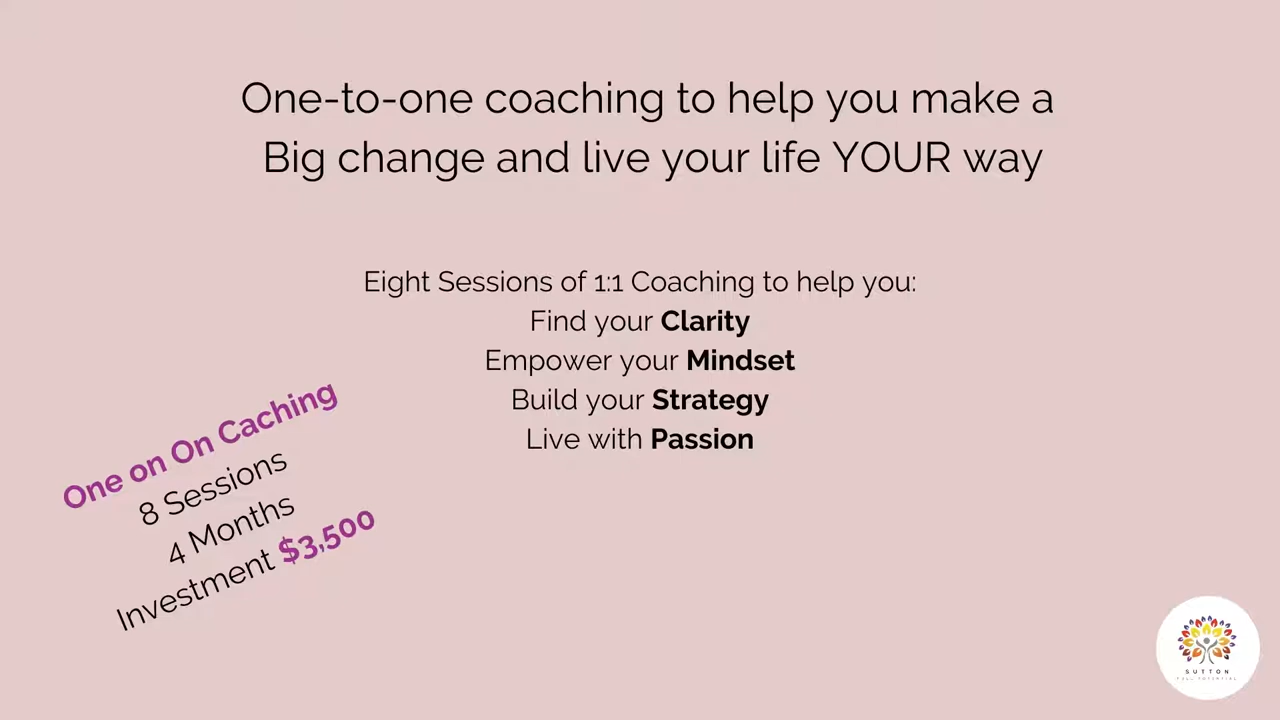 One-to-one coaching to help you make a
Big change and live your life YOUR way
Eight Sessions of 1:1 Coaching to help you:
Find your Clarity
Empower your Mindset
Build your Strategy
Live with Passion
One on On Caching
8 Sessions
4 Months
Investment $3,500
SUTTON
FULL POTENTIAL